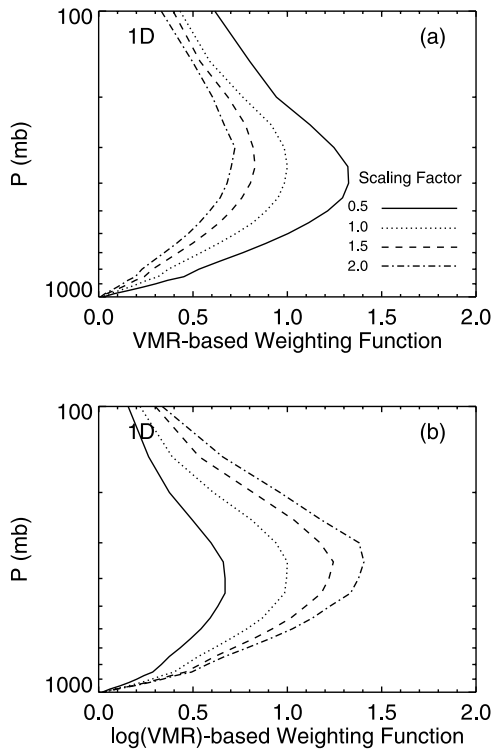 100
1D
(a)
P (mb)
Scaling Factor
0.5
1.0
1.5
2.0
1000
0.0 0.5 1.0 1.5 2.0
VMR-based Weighting Function
100
1D
(b)
P (mb)
1000
0.0 0.5 1.0 1.5 2.0
log(VMR)-based Weighting Function